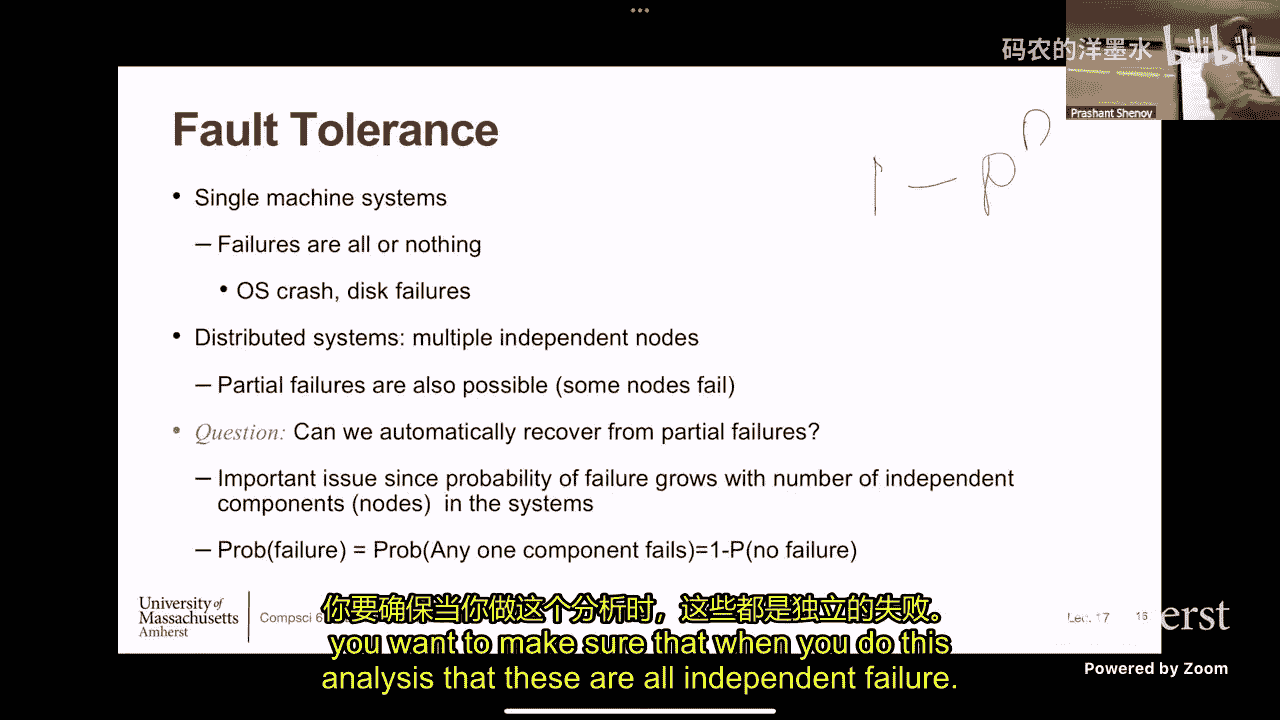 码农的洋墨水 bilibili
Prashant Shenoy
Fault Tolerance
1 - p^n
• Single machine systems
– Failures are all or nothing
• OS crash, disk failures
• Distributed systems: multiple independent nodes
– Partial failures are also possible (some nodes fail)
• Question: Can we automatically recover from partial failures?
– Important issue since probability of failure grows with number of independent
components (nodes) in the systems
– Prob(failure) = Prob(Any one component fails)=1-P(no failure)
University of
Massachusetts
Amherst
Compsci 6
Lec. 17
16
erst
你要确保当你做这个分析时，这些都是独立的失败。
you want to make sure that when you do this
analysis that these are all independent failure.
Powered by Zoom